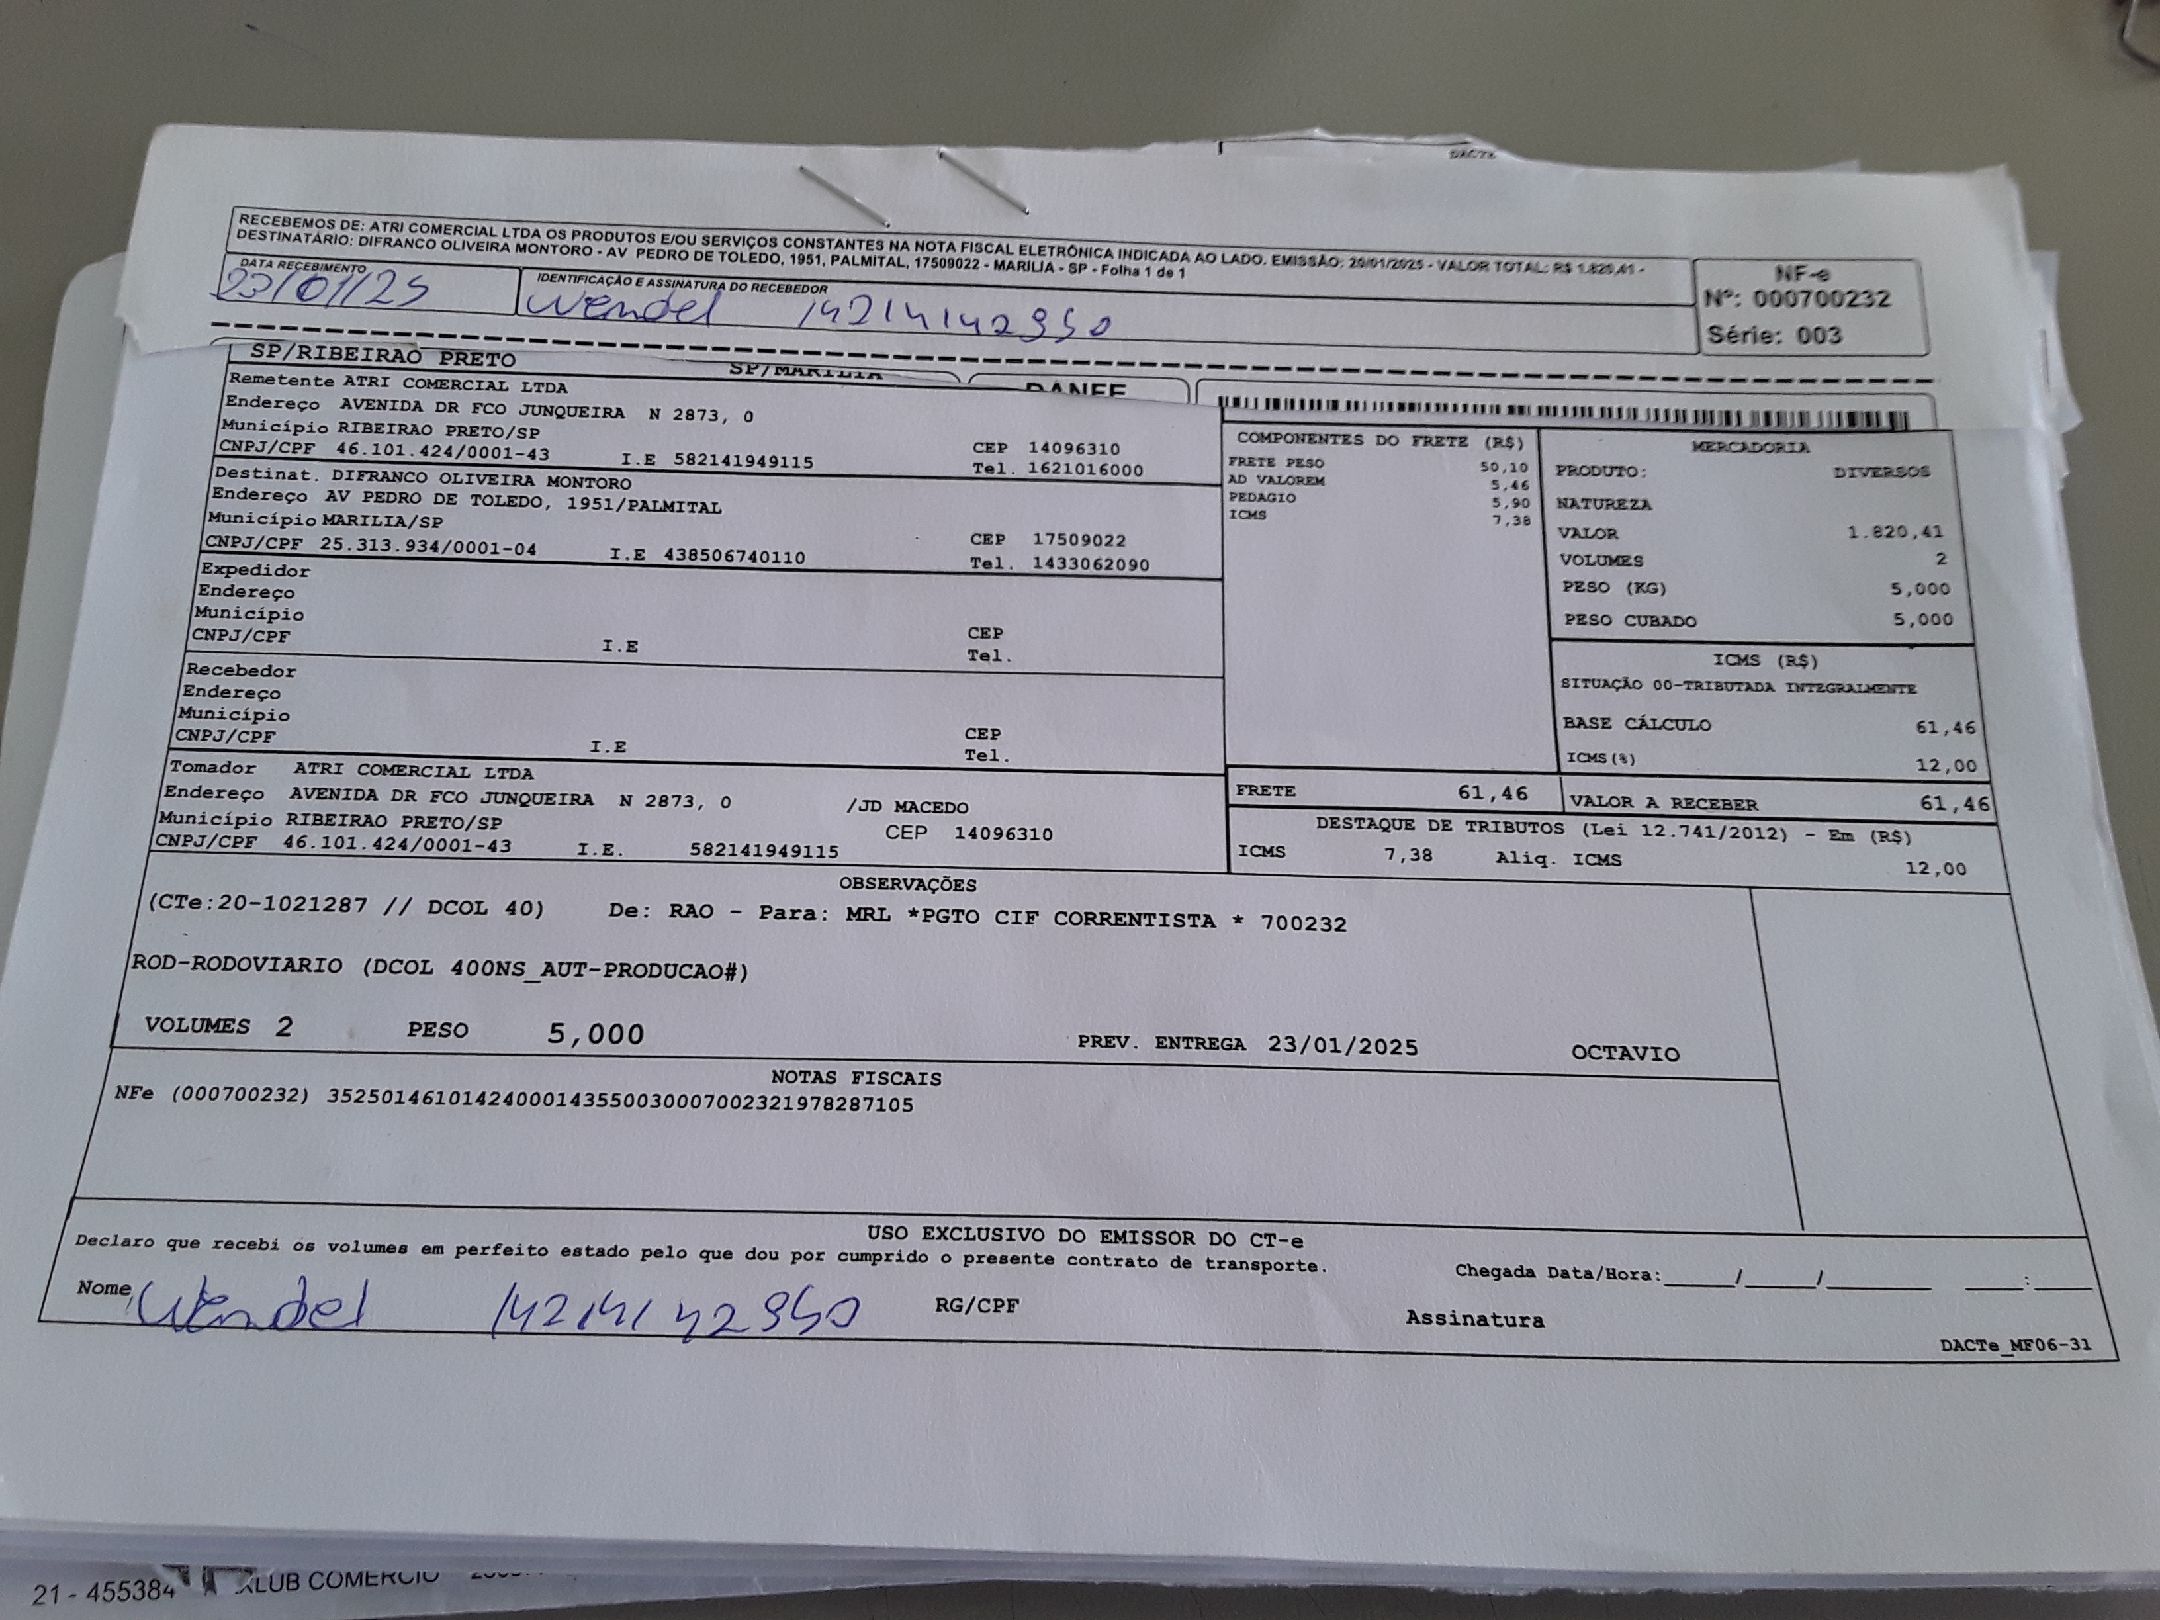 DACTe
RECEBEMOS DE: ATRI COMERCIAL LTDA OS PRODUTOS E/OU SERVIÇOS CONSTANTES NA NOTA FISCAL ELETRÔNICA INDICADA AO LADO. EMISSÃO: 20/01/2025 - VALOR TOTAL: R$ 1.820,41 -
DESTINATÁRIO: DIFRANCO OLIVEIRA MONTORO - AV PEDRO DE TOLEDO, 1951, PALMITAL, 17509022 - MARILIA - SP - Folha 1 de 1
DATA RECEBIMENTO
23/01/25
IDENTIFICAÇÃO E ASSINATURA DO RECEBEDOR
Wendel 14214142950
NF-e
Nº: 000700232
Série: 003
SP/RIBEIRAO PRETO SP/MARILIA
DANFE
Remetente ATRI COMERCIAL LTDA
Endereço AVENIDA DR FCO JUNQUEIRA N 2873, 0
Município RIBEIRAO PRETO/SP CEP 14096310
CNPJ/CPF 46.101.424/0001-43 I.E 582141949115 Tel. 1621016000
Destinat. DIFRANCO OLIVEIRA MONTORO
Endereço AV PEDRO DE TOLEDO, 1951/PALMITAL
Município MARILIA/SP CEP 17509022
CNPJ/CPF 25.313.934/0001-04 I.E 438506740110 Tel. 1433062090
Expedidor
Endereço
Município CEP
CNPJ/CPF I.E Tel.
Recebedor
Endereço
Município CEP
CNPJ/CPF I.E Tel.
Tomador ATRI COMERCIAL LTDA
Endereço AVENIDA DR FCO JUNQUEIRA N 2873, 0 /JD MACEDO
Município RIBEIRAO PRETO/SP CEP 14096310
CNPJ/CPF 46.101.424/0001-43 I.E. 582141949115
COMPONENTES DO FRETE (R$)
FRETE PESO 50,10
AD VALOREM 5,46
PEDAGIO 5,90
ICMS 7,38
MERCADORIA
PRODUTO: DIVERSOS
NATUREZA
VALOR 1.820,41
VOLUMES 2
PESO (KG) 5,000
PESO CUBADO 5,000
ICMS (R$)
SITUAÇÃO 00-TRIBUTADA INTEGRALMENTE
BASE CÁLCULO 61,46
ICMS(%) 12,00
FRETE 61,46 VALOR A RECEBER 61,46
DESTAQUE DE TRIBUTOS (Lei 12.741/2012) - Em (R$)
ICMS 7,38 Aliq. ICMS 12,00
OBSERVAÇÕES
(CTe:20-1021287 // DCOL 40) De: RAO - Para: MRL *PGTO CIF CORRENTISTA * 700232
ROD-RODOVIARIO (DCOL 400NS_AUT-PRODUCAO#)
VOLUMES 2 PESO 5,000 PREV. ENTREGA 23/01/2025 OCTAVIO
NOTAS FISCAIS
NFe (000700232) 35250146101424000143550030007002321978287105
USO EXCLUSIVO DO EMISSOR DO CT-e
Declaro que recebi os volumes em perfeito estado pelo que dou por cumprido o presente contrato de transporte.
Chegada Data/Hora:_____/_____/_______ ____:____
Nome Wendel 14214142950 RG/CPF Assinatura
DACTe_MF06-31
21 - 455384 KLUB COMERCIO